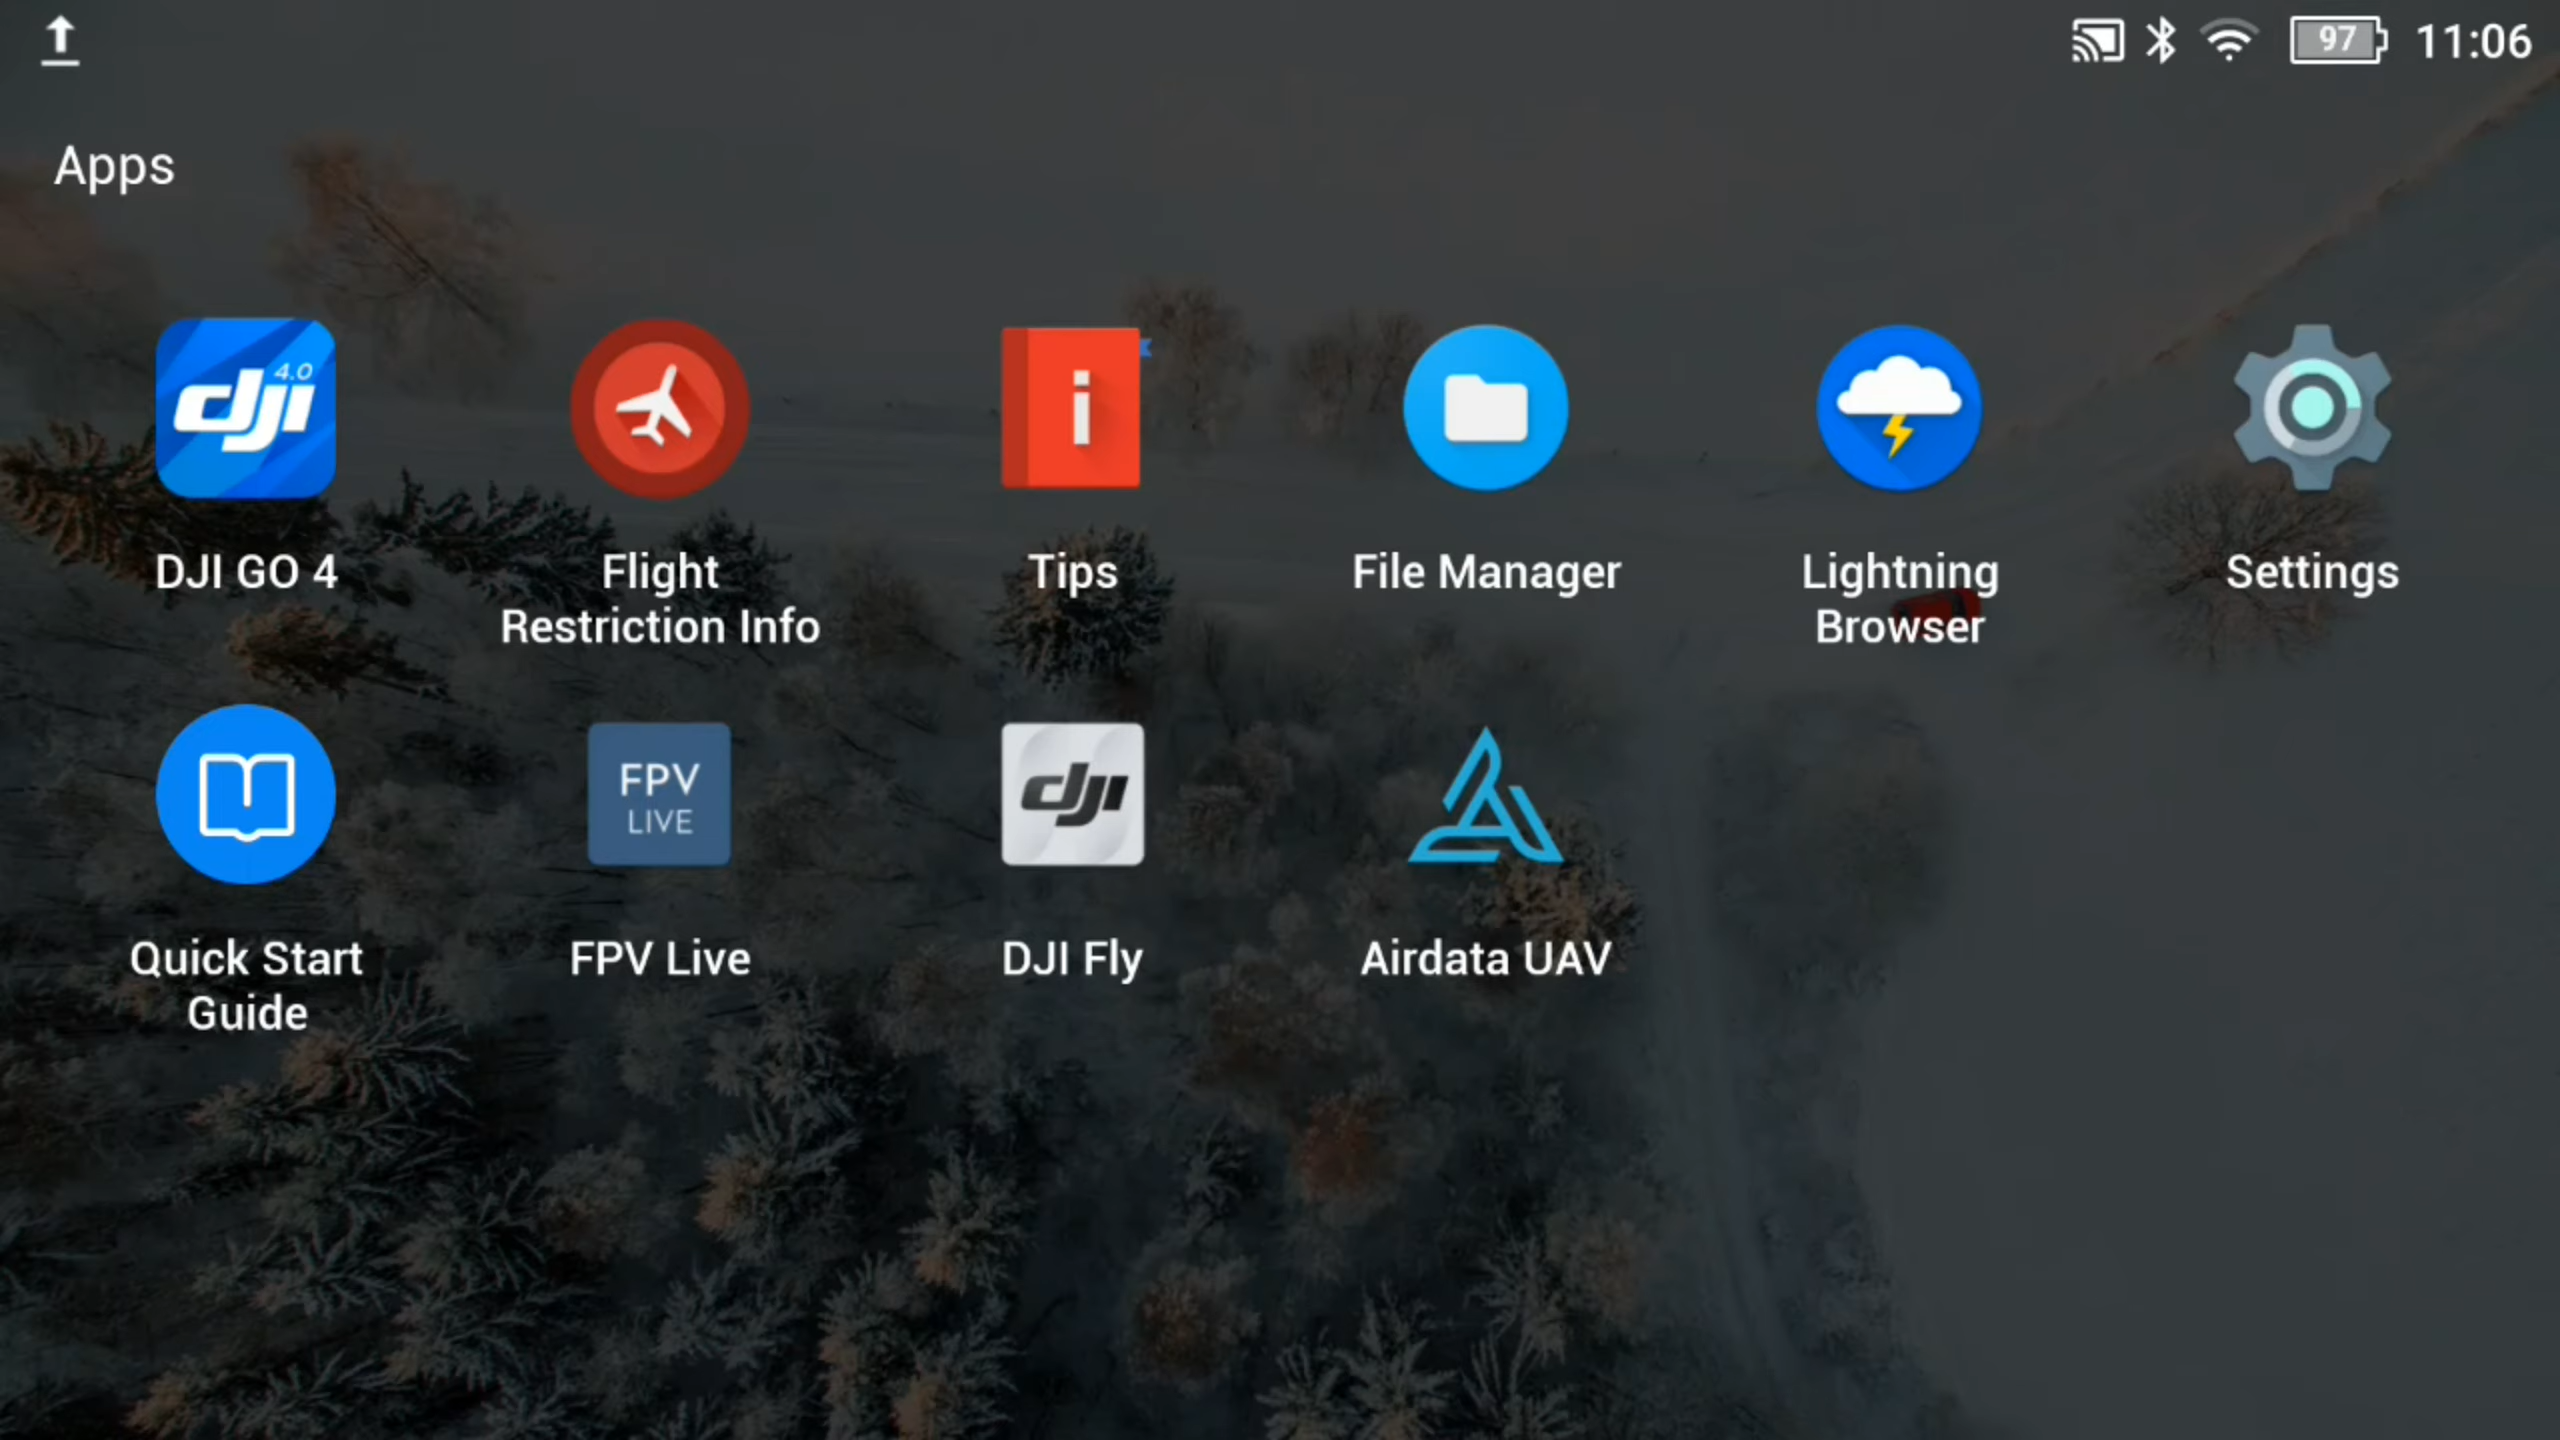 97 11:06
Apps
4.0
dji
i
DJI GO 4
Flight
Restriction Info
Tips
File Manager
Lightning
Browser
Settings
FPV
LIVE
dji
Quick Start
Guide
FPV Live
DJI Fly
Airdata UAV